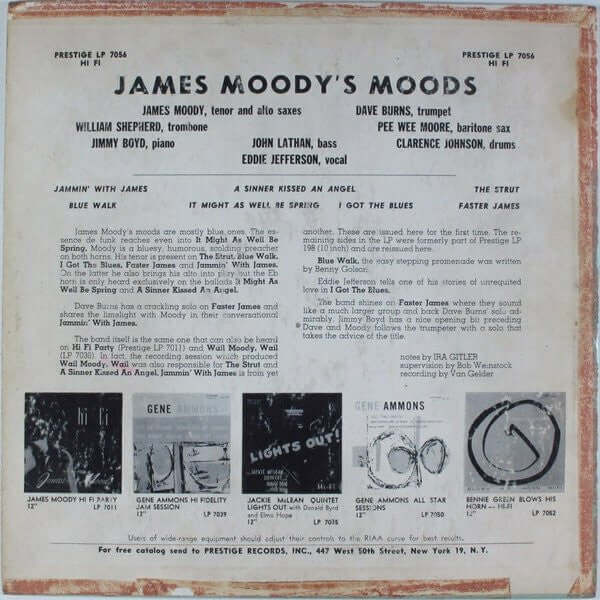 PRESTIGE LP 7056
HI FI
PRESTIGE LP 7056
HI FI
JAMES MOODY'S MOODS
JAMES MOODY, tenor and alto saxes
DAVE BURNS, trumpet
WILLIAM SHEPHERD, trombone
PEE WEE MOORE, baritone sax
JIMMY BOYD, piano
JOHN LATHAN, bass
CLARENCE JOHNSON, drums
EDDIE JEFFERSON, vocal
JAMMIN' WITH JAMES
A SINNER KISSED AN ANGEL
THE STRUT
BLUE WALK
IT MIGHT AS WELL BE SPRING
I GOT THE BLUES
FASTER JAMES
James Moody's moods are mostly blue ones. The es-
sence de funk reaches even into It Might As Well Be
Spring. Moody is a bluesy, humorous, scolding preacher
on both horns. His tenor is present on The Strut, Blue Walk,
I Got The Blues, Faster James and Jammin' With James.
On the latter he also brings his alto into play but the Eb
horn is only heard exclusively on the ballads It Might As
Well Be Spring and A Sinner Kissed An Angel.
Dave Burns has a crackling solo on Faster James and
shares the limelight with Moody in their conversational
Jammin' With James.
The band itself is the same one that can also be heard
on Hi Fi Party (Prestige LP 7011) and Wail, Moody, Wail
(LP 7036). In fact, the recording session which produced
Wail Moody, Wail was also responsible for The Strut and
A Sinner Kissed An Angel. Jammin' With James is from yet
another. These are issued here for the first time. The re-
maining sides in the LP were formerly part of Prestige LP
198 (10 inch) and are reissued here.
Blue Walk, the easy stepping promenade was written
by Benny Golson.
Eddie Jefferson tells one of his stories of unrequited
love in I Got The Blues.
The band shines on Faster James where they sound
like a much larger group and back Dave Burns' solo ad-
mirably. Jimmy Boyd has a nice opening bit preceding
Dave and Moody follows the trumpeter with a solo that
takes the advice of the title.
notes by IRA GITLER
supervision by Bob Weinstock
recording by Van Gelder
hi fi
GENE
LIGHTS OUT!
GENE AMMONS
JAMES MOODY HI FI PARTY
12" LP 7011
GENE AMMONS HI FIDELITY
JAM SESSION
12" LP 7039
JACKIE McLEAN QUINTET
LIGHTS OUT with Donald Byrd
and Elmo Hope
12" LP 7035
GENE AMMONS ALL STAR
SESSIONS
12" LP 7050
BENNIE GREEN BLOWS HIS
HORN — HI-FI
12" LP 7052
Users of wide-range equipment should adjust their controls to the RIAA curve for best results.
For free catalog send to PRESTIGE RECORDS, INC., 447 West 50th Street, New York 19, N. Y.